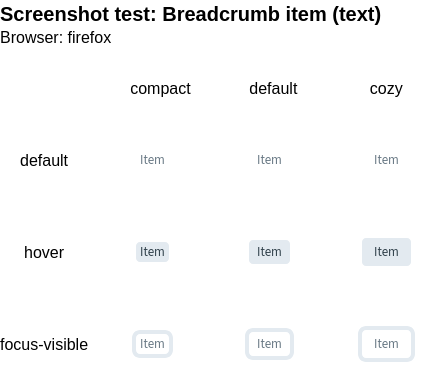 Screenshot test: Breadcrumb item (text)
Browser: firefox
compact default cozy
default Item Item Item
hover Item Item Item
focus-visible Item Item Item